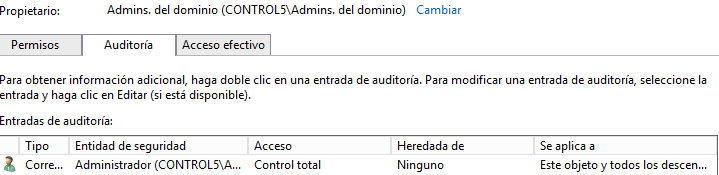 Propietario: Admins. del dominio (CONTROL5\Admins. del dominio) Cambiar
Permisos Auditoría Acceso efectivo
Para obtener información adicional, haga doble clic en una entrada de auditoría. Para modificar una entrada de auditoría, seleccione la
entrada y haga clic en Editar (si está disponible).
Entradas de auditoría:
Tipo Entidad de seguridad Acceso Heredada de Se aplica a
Corre... Administrador (CONTROL5\A... Control total Ninguno Este objeto y todos los descen...